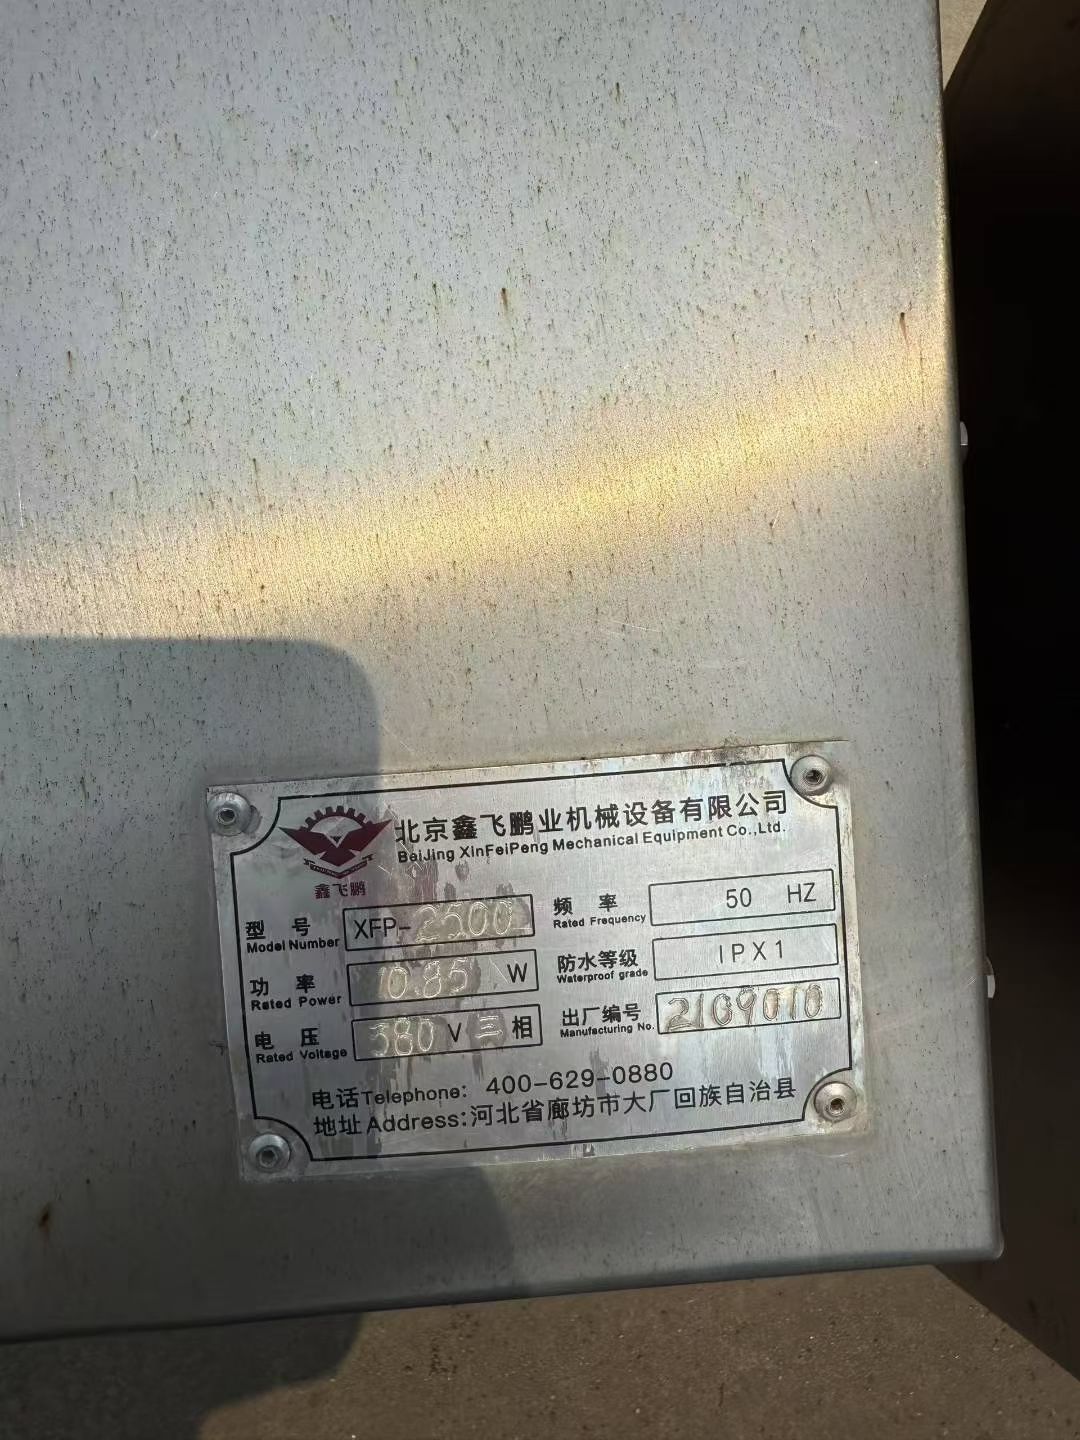 北京鑫飞鹏业机械设备有限公司
BeiJing XinFeiPeng Mechanical Equipment Co.,Ltd.
鑫飞鹏
型 号 XFP-2500 频 率 50 HZ
Model Number Rated Frequency
功 率 10.85 W 防水等级 IPX1
Rated Power Waterproof grade
电 压 380 V 三 相 出厂编号 2109010
Rated Voltage Manufacturing No.
电话Telephone: 400-629-0880
地址Address:河北省廊坊市大厂回族自治县